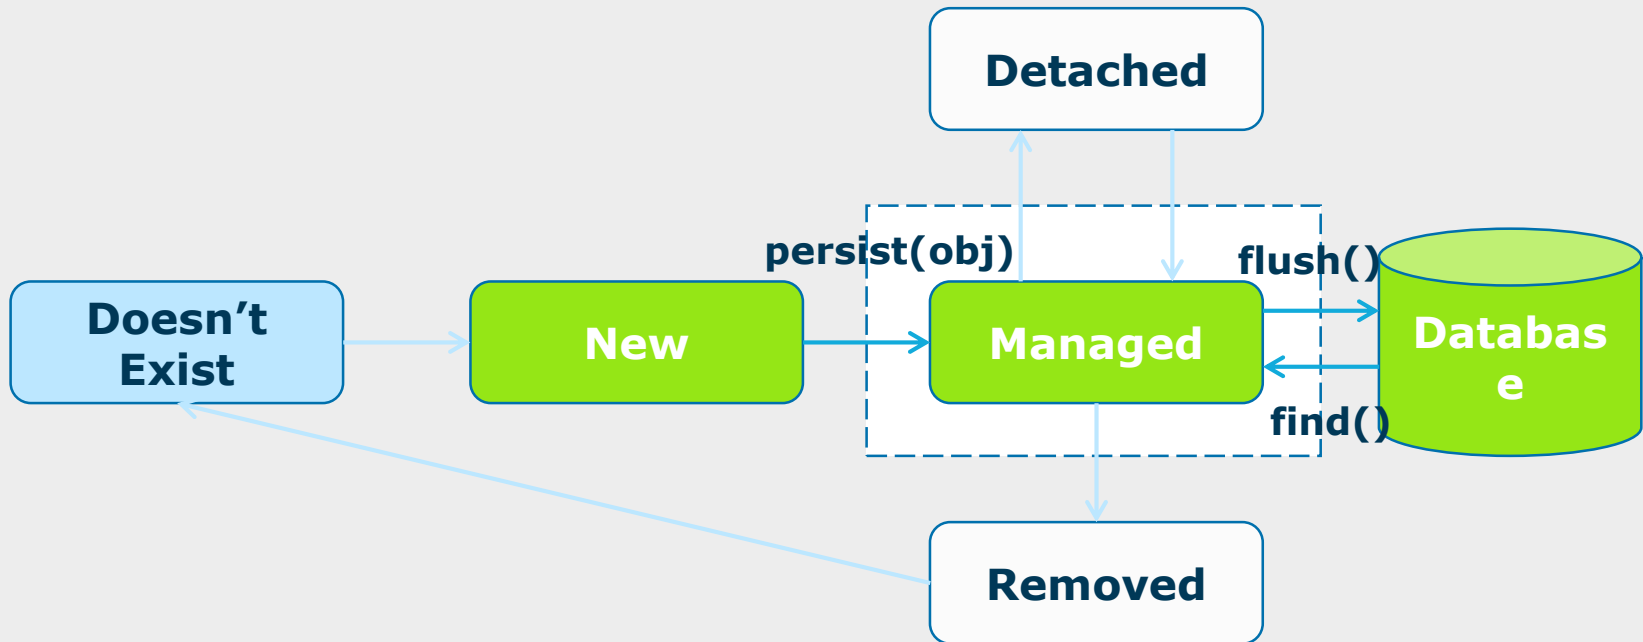 Detached
persist(obj)
flush()
Doesn’t
Exist
New
Managed
Databas
e
find()
Removed